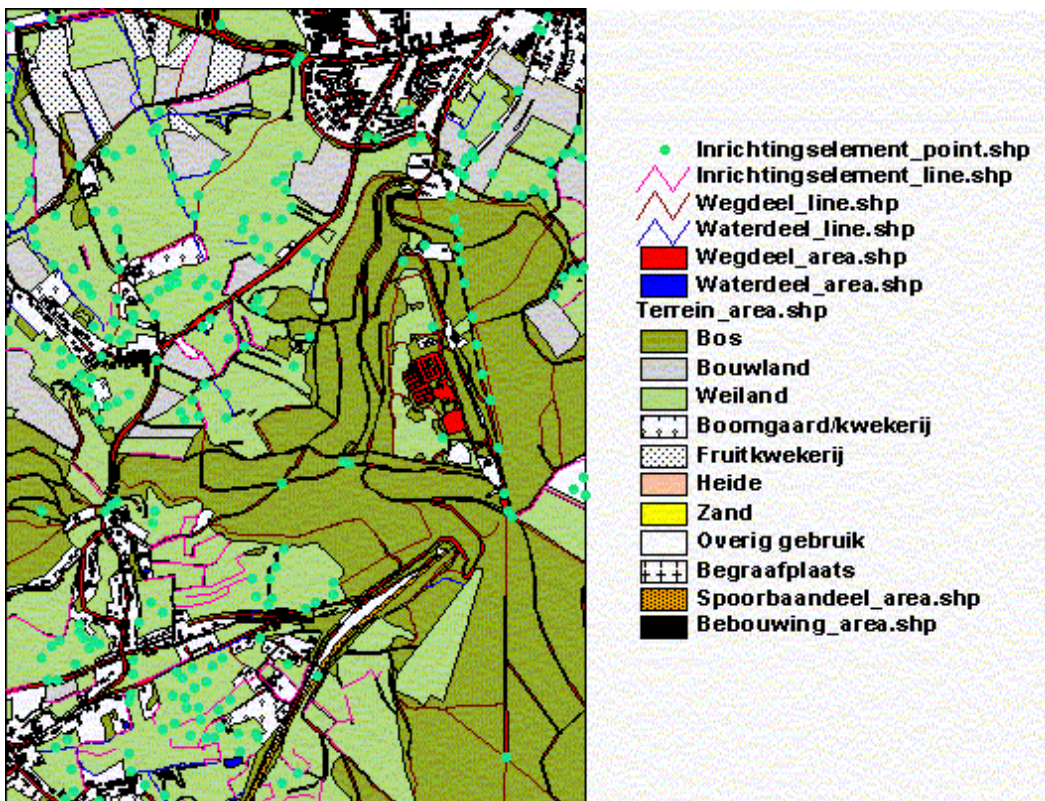 Inrichtingselement_point.shp
Inrichtingselement_line.shp
Wegdeel_line.shp
Waterdeel_line.shp
Wegdeel_area.shp
Waterdeel_area.shp
Terrein_area.shp
Bos
Bouwland
Weiland
Boomgaard/kwekerij
Fruitkwekerij
Heide
Zand
Overig gebruik
Begraafplaats
Spoorbaandeel_area.shp
Bebouwing_area.shp